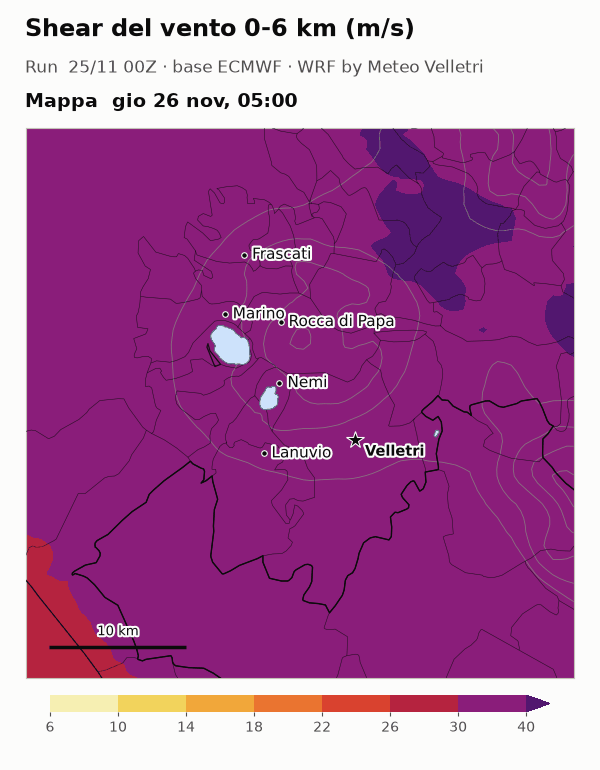 Shear del vento 0-6 km (m/s)
Run  25/11 00Z · base ECMWF · WRF by Meteo Velletri
Mappa  gio 26 nov, 05:00
Frascati
Marino
Rocca di Papa
Nemi
Velletri
Lanuvio
10 km
6 10 14 18 22 26 30 40